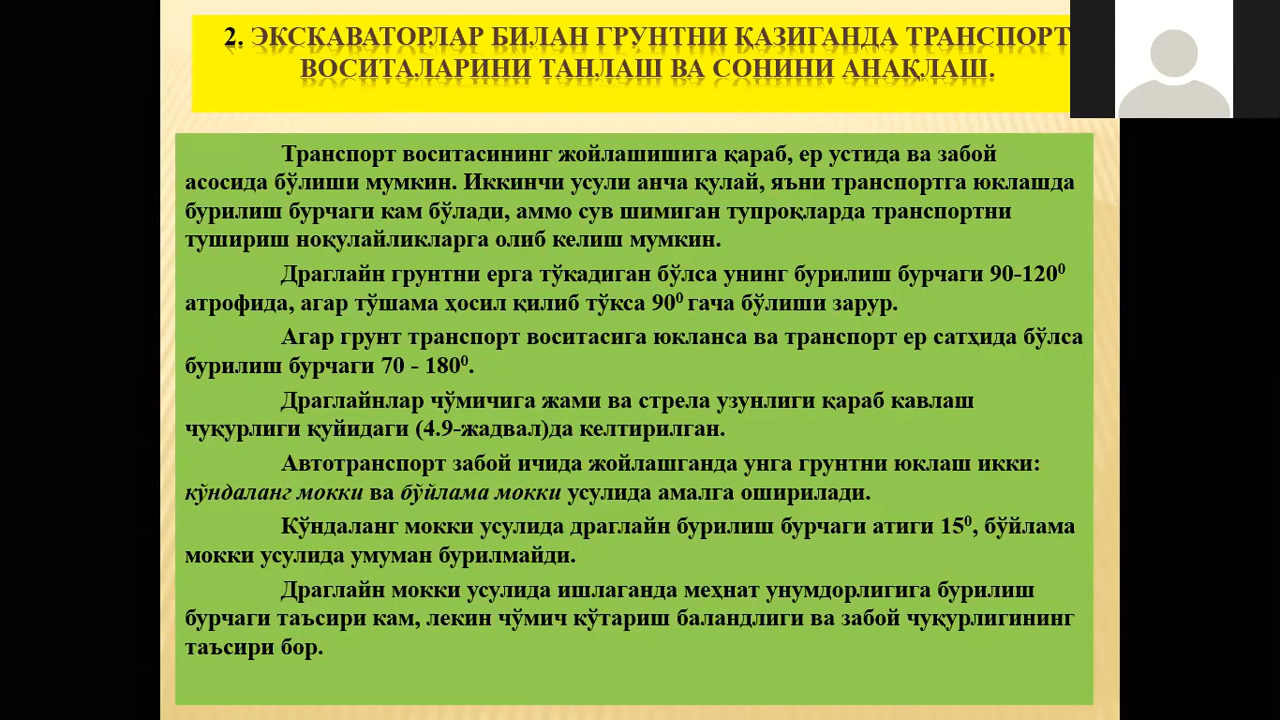 2. ЭКСКАВАТОРЛАР БИЛАН ГРУНТНИ ҚАЗИГАНДА ТРАНСПОРТ
ВОСИТАЛАРИНИ ТАНЛАШ ВА СОНИНИ АНАҚЛАШ.
Транспорт воситасининг жойлашишига қараб, ер устида ва забой
асосида бўлиши мумкин. Иккинчи усули анча қулай, яъни транспортга юклашда
бурилиш бурчаги кам бўлади, аммо сув шимиган тупроқларда транспортни
тушириш ноқулайликларга олиб келиш мумкин.
Драглайн грунтни ерга тўкадиган бўлса унинг бурилиш бурчаги 90-120⁰
атрофида, агар тўшама ҳосил қилиб тўкса 90⁰ гача бўлиши зарур.
Агар грунт транспорт воситасига юкланса ва транспорт ер сатҳида бўлса
бурилиш бурчаги 70 - 180⁰.
Драглайнлар чўмичига жами ва стрела узунлиги қараб кавлаш
чуқурлиги қуйидаги (4.9-жадвал)да келтирилган.
Автотранспорт забой ичида жойлашганда унга грунтни юклаш икки:
кўндаланг мокки ва бўйлама мокки усулида амалга оширилади.
Кўндаланг мокки усулида драглайн бурилиш бурчаги атиги 15⁰, бўйлама
мокки усулида умуман бурилмайди.
Драглайн мокки усулида ишлаганда меҳнат унумдорлигига бурилиш
бурчаги таъсири кам, лекин чўмич кўтариш баландлиги ва забой чуқурлигининг
таъсири бор.